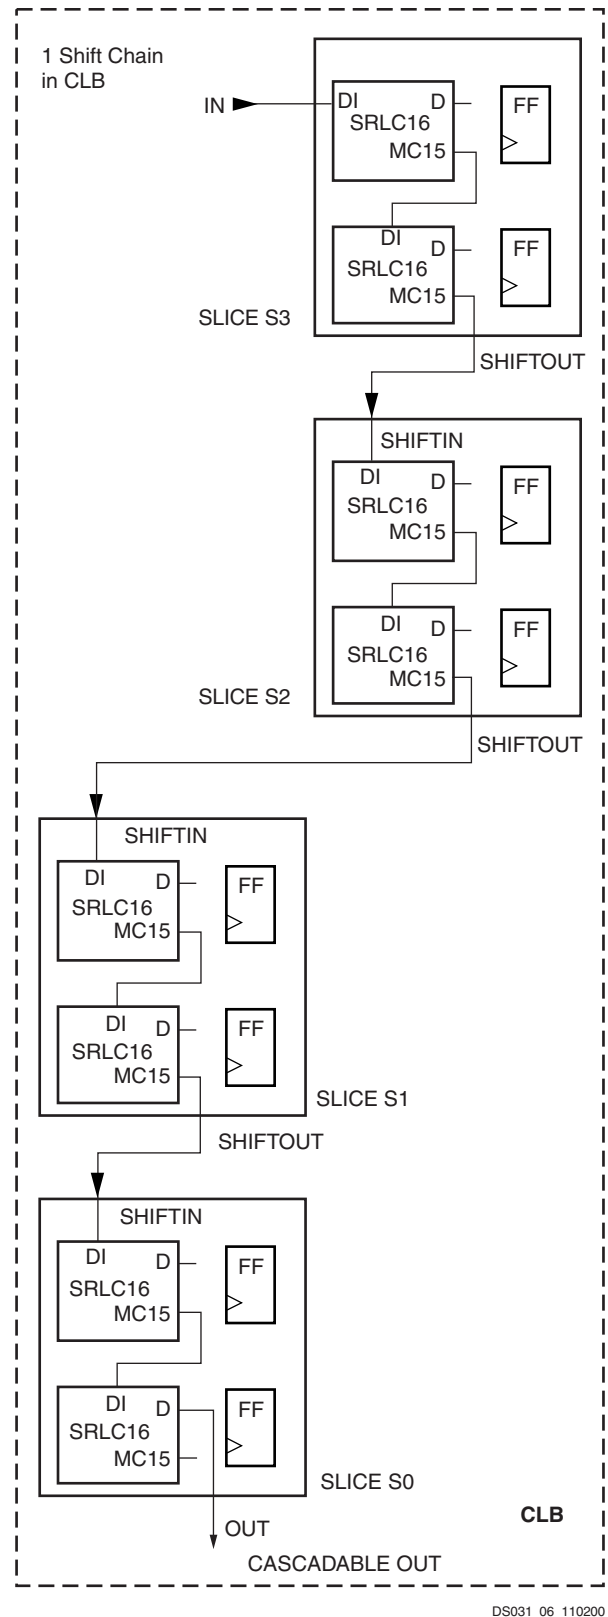 1 Shift Chain
in CLB
IN
DI
D
SRLC16
MC15
FF
DI
D
SRLC16
MC15
FF
SLICE S3
SHIFTOUT
SHIFTIN
DI
D
SRLC16
MC15
FF
DI
D
SRLC16
MC15
FF
SLICE S2
SHIFTOUT
SHIFTIN
DI
D
SRLC16
MC15
FF
DI
D
SRLC16
MC15
FF
SLICE S1
SHIFTOUT
SHIFTIN
DI
D
SRLC16
MC15
FF
DI
D
SRLC16
MC15
FF
SLICE S0
OUT
CLB
CASCADABLE OUT
DS031_06_110200